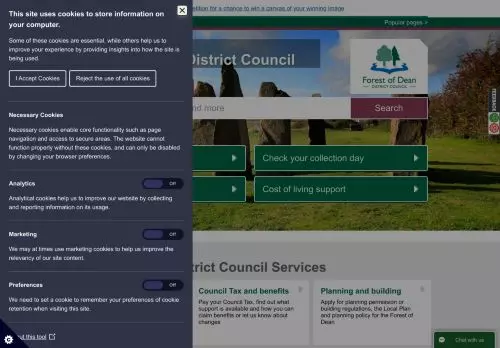 This site uses cookies to store information on
your computer.
Some of these cookies are essential, while others help us to
improve your experience by providing insights into how the site is
being used.
I Accept Cookies
Reject the use of all cookies
Necessary Cookies
Necessary cookies enable core functionality such as page
navigation and access to secure areas. The website cannot
function properly without these cookies, and can only be disabled
by changing your browser preferences.
Analytics
Off
Analytical cookies help us to improve our website by collecting
and reporting information on its usage.
Marketing
Off
We may at times use marketing cookies to help us improve the
relevancy of our site content.
Preferences
Off
We need to set a cookie to remember your preferences of cookie
retention when visiting this site.
this tool
for a chance to win a canvas of your winning image
Popular pages >
District Council
Forest of Dean
DISTRICT COUNCIL
nd more
Search
FEEDBACK
Check your collection day
Cost of living support
trict Council Services
Council Tax and benefits
Pay your Council Tax, find out what
support is available and how you can
claim benefits or let us know about
changes
Planning and building
Apply for planning permission or
building regulations, the Local Plan
and planning policy for the Forest of
Dean
Chat with us